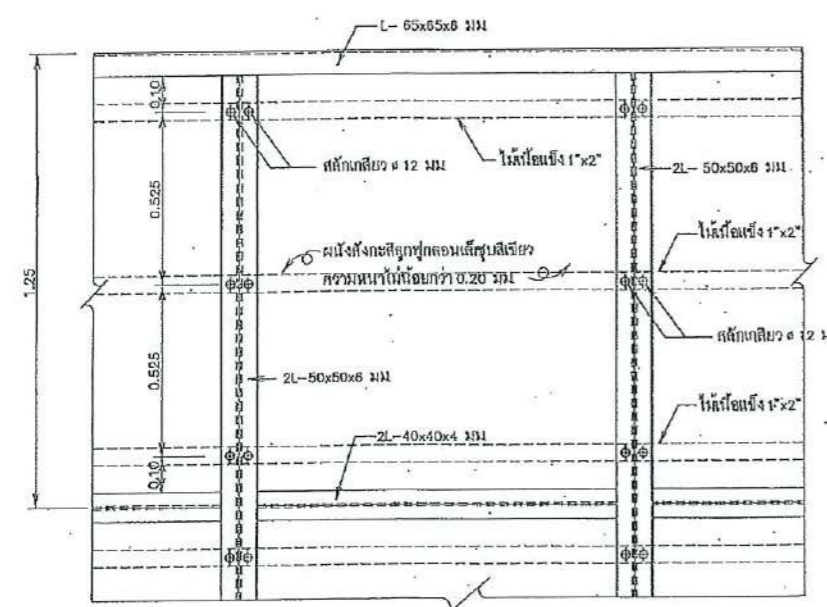 L- 65x65x6 มม
0.10
สลักเกลียว ø 12 มม
ไม้เนื้อแข็ง 1"x2"
2L- 50x50x6 มม
0.525
ไม้เนื้อแข็ง 1"x2"
ผนังสังกะสีลูกฟูกลอนเล็กชุบสีเขียว
ความหนาไม่น้อยกว่า 0.20 มม
1.25
สลักเกลียว ø 12 ม
0.525
2L-50x50x6 มม
ไม้เนื้อแข็ง 1"x2"
2L-40x40x4 มม
0.10